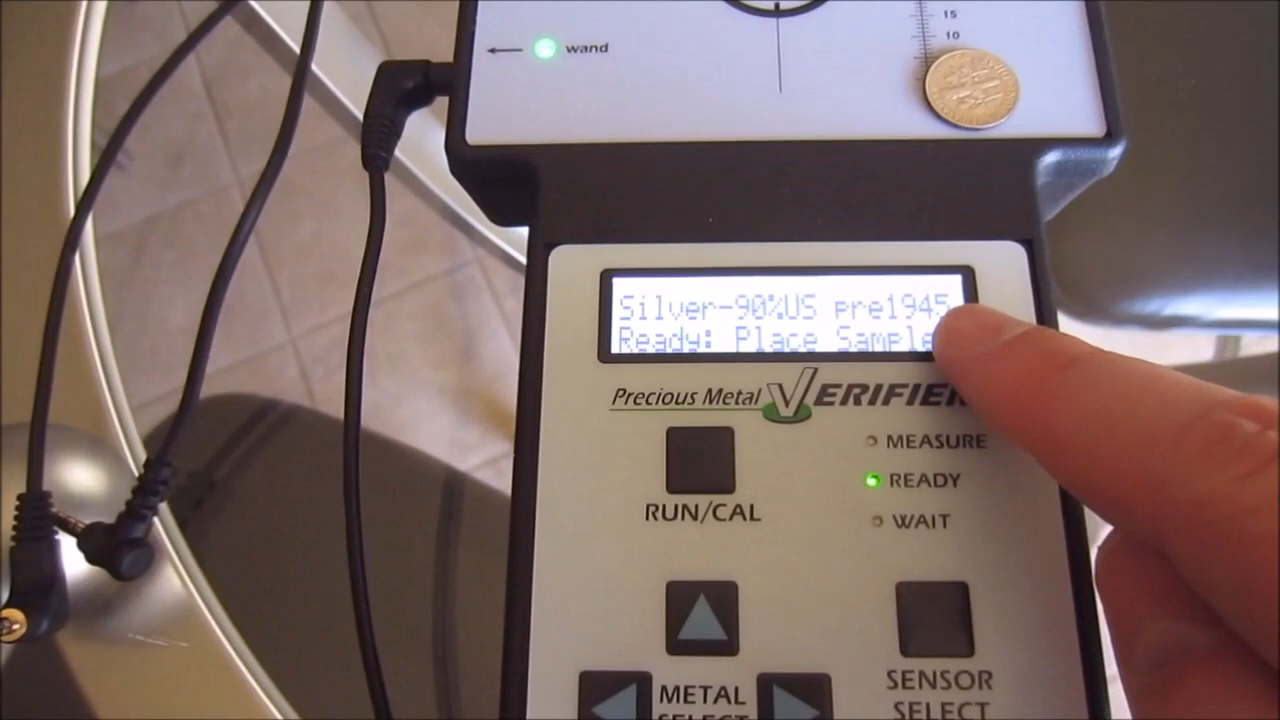 15
10
wand
Silver-90%US pre1945
Ready: Place Sample
Precious Metal VERIFIER
RUN/CAL
MEASURE
READY
WAIT
METAL
SELECT
SENSOR
SELECT